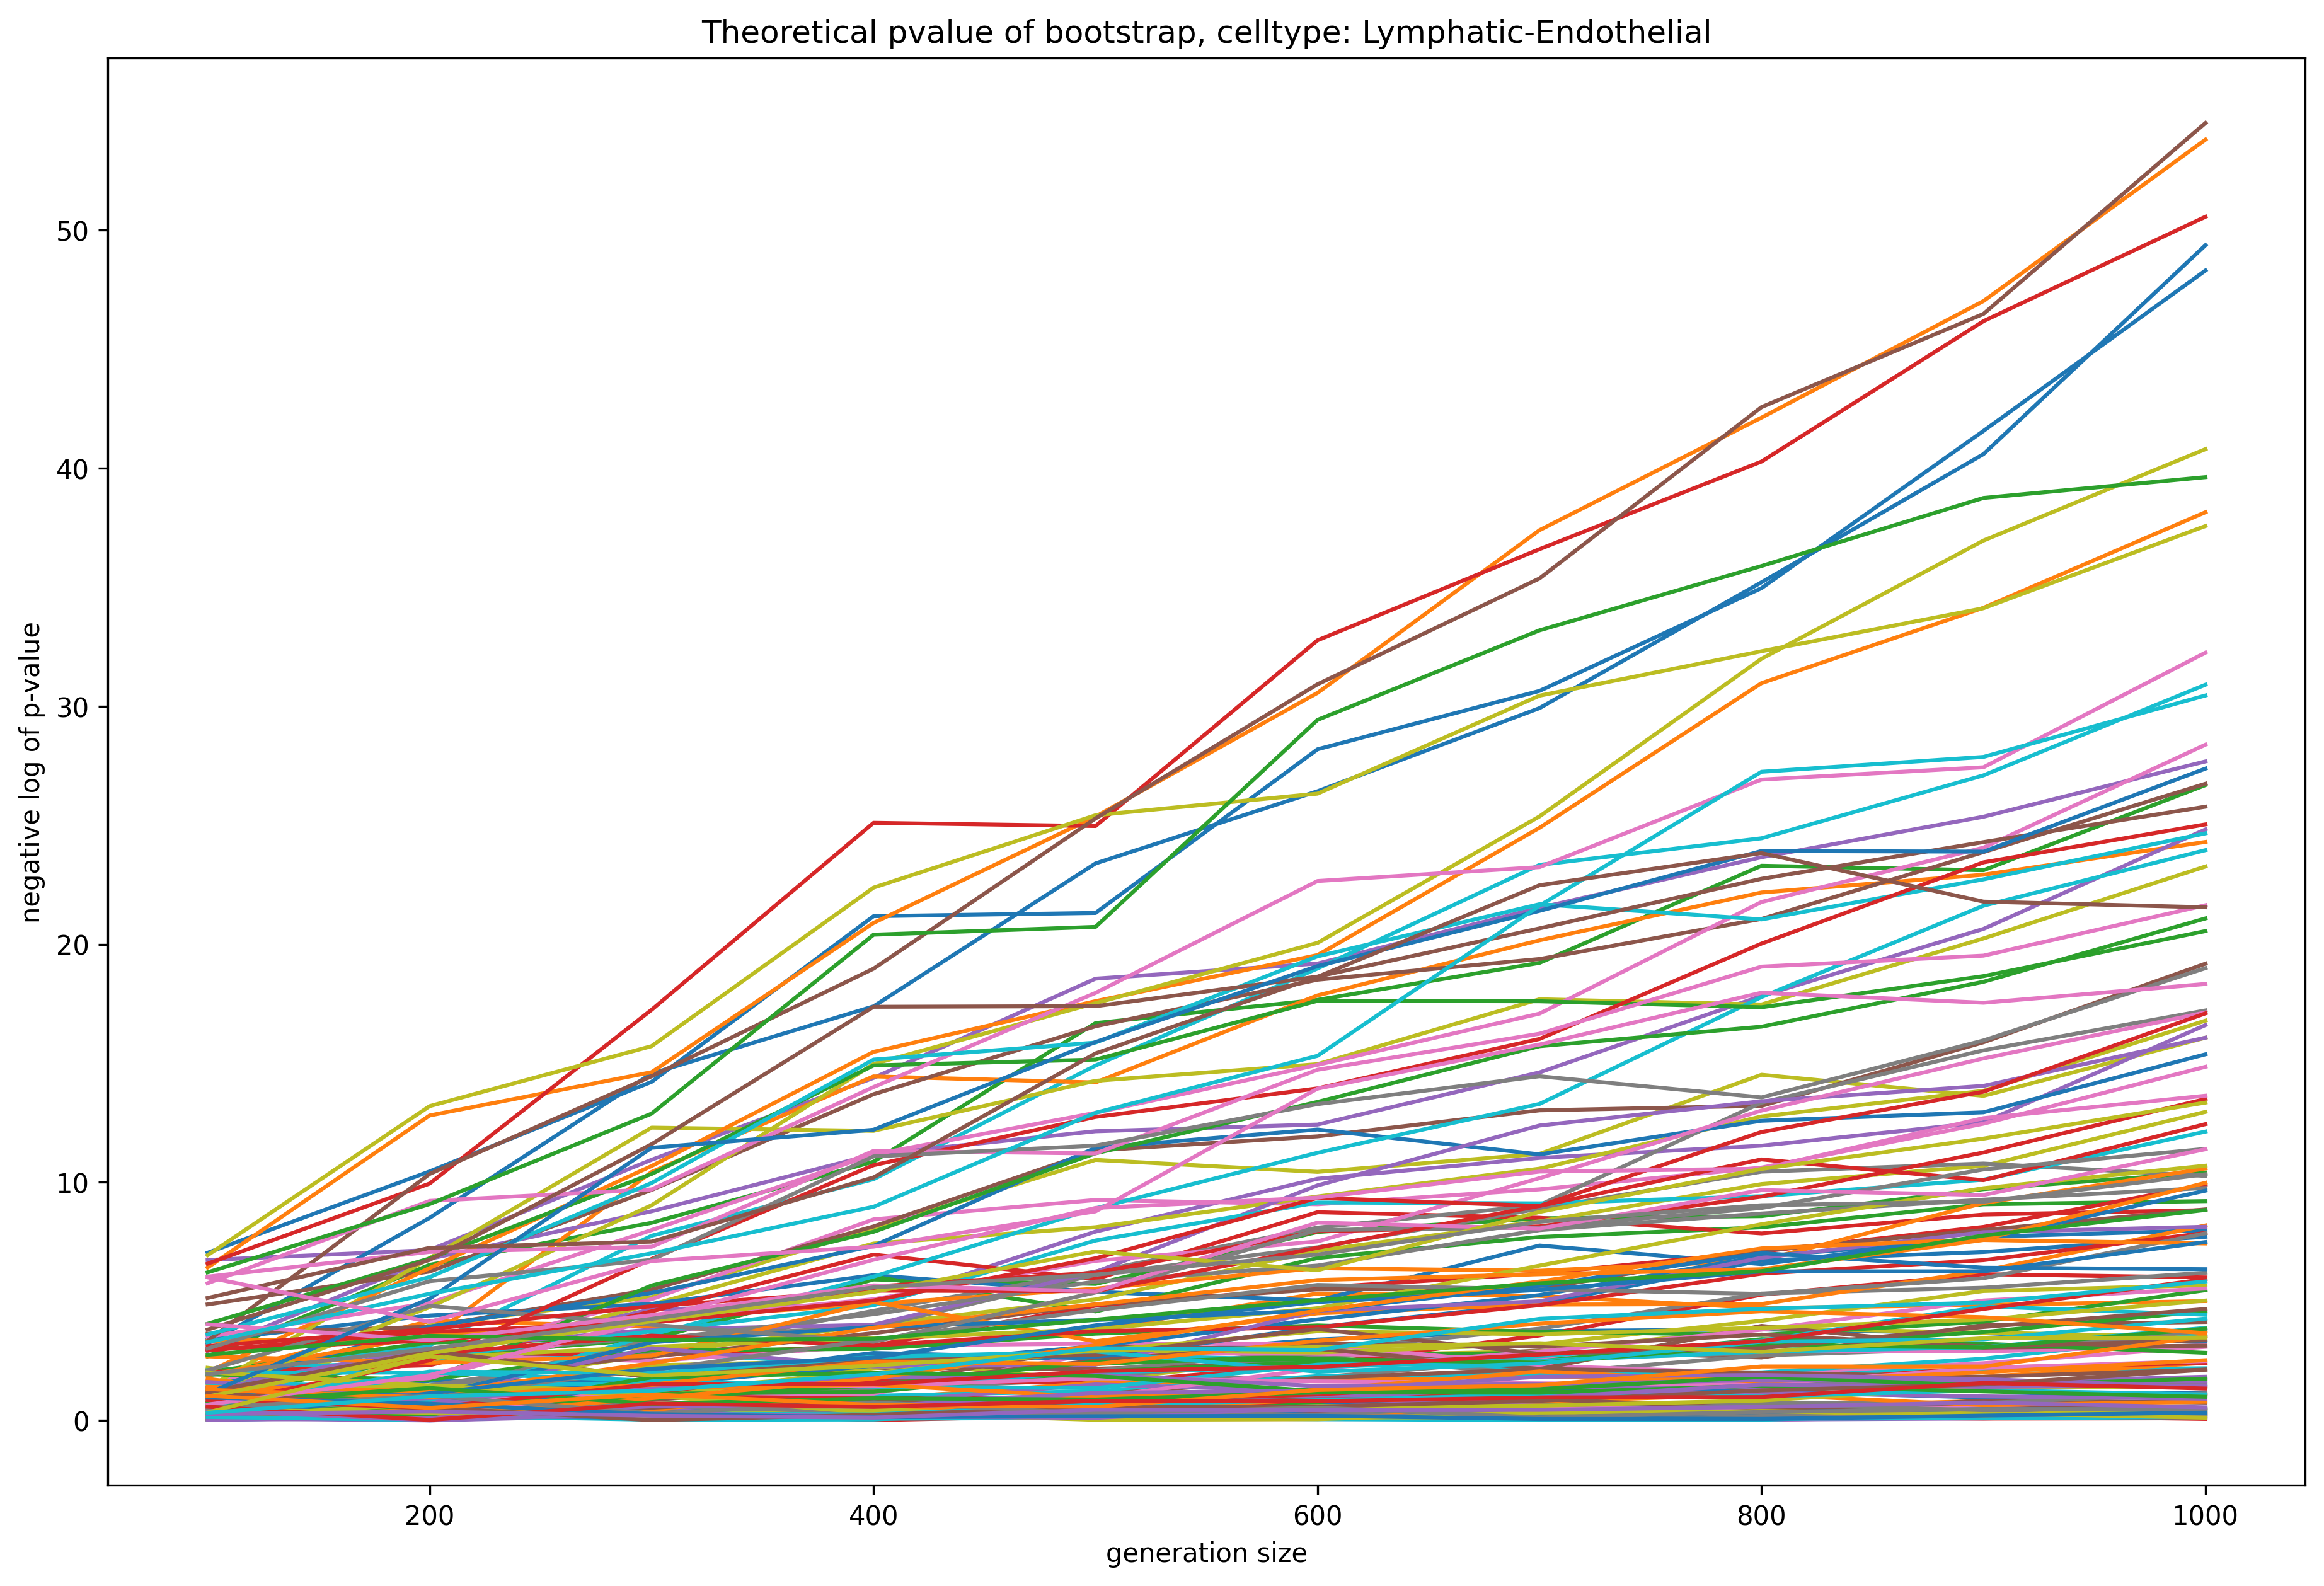 Theoretical pvalue of bootstrap, celltype: Lymphatic-Endothelial
negative log of p-value
50
40
30
20
10
0
200 400 600 800 1000
generation size